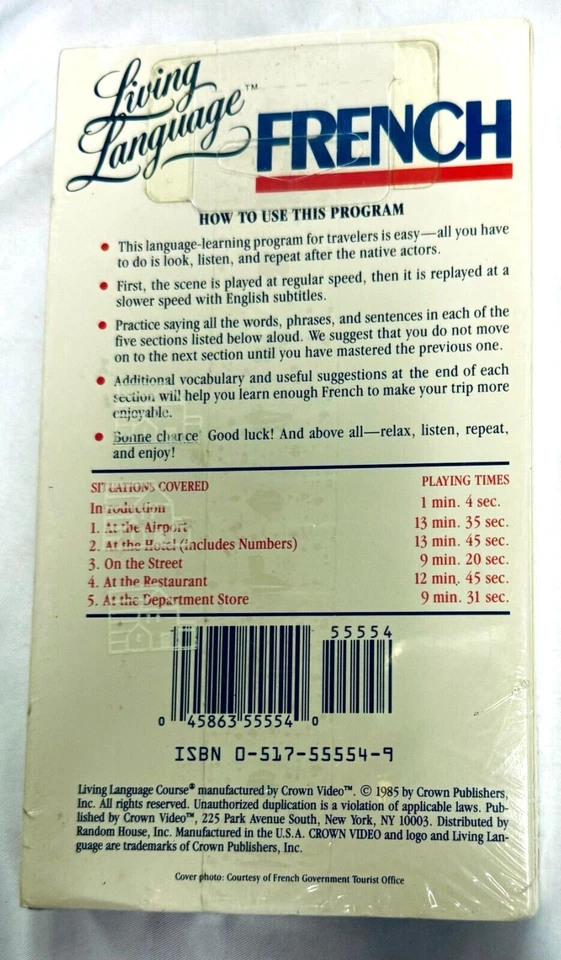 Living Language™
FRENCH
HOW TO USE THIS PROGRAM
• This language-learning program for travelers is easy—all you have
to do is look, listen, and repeat after the native actors.
• First, the scene is played at regular speed, then it is replayed at a
slower speed with English subtitles.
• Practice saying all the words, phrases, and sentences in each of the
five sections listed below aloud. We suggest that you do not move
on to the next section until you have mastered the previous one.
• Additional vocabulary and useful suggestions at the end of each
section will help you learn enough French to make your trip more
enjoyable.
• Bonne chance! Good luck! And above all—relax, listen, repeat,
and enjoy!
SITUATIONS COVERED PLAYING TIMES
Introduction 1 min. 4 sec.
1. At the Airport 13 min. 35 sec.
2. At the Hotel (includes Numbers) 13 min. 45 sec.
3. On the Street 9 min. 20 sec.
4. At the Restaurant 12 min. 45 sec.
5. At the Department Store 9 min. 31 sec.
55554
0 45863 55554 0
ISBN 0-517-55554-9
Living Language Course® manufactured by Crown Video™. © 1985 by Crown Publishers,
Inc. All rights reserved. Unauthorized duplication is a violation of applicable laws. Pub-
lished by Crown Video™, 225 Park Avenue South, New York, NY 10003. Distributed by
Random House, Inc. Manufactured in the U.S.A. CROWN VIDEO and logo and Living Lan-
guage are trademarks of Crown Publishers, Inc.
Cover photo: Courtesy of French Government Tourist Office